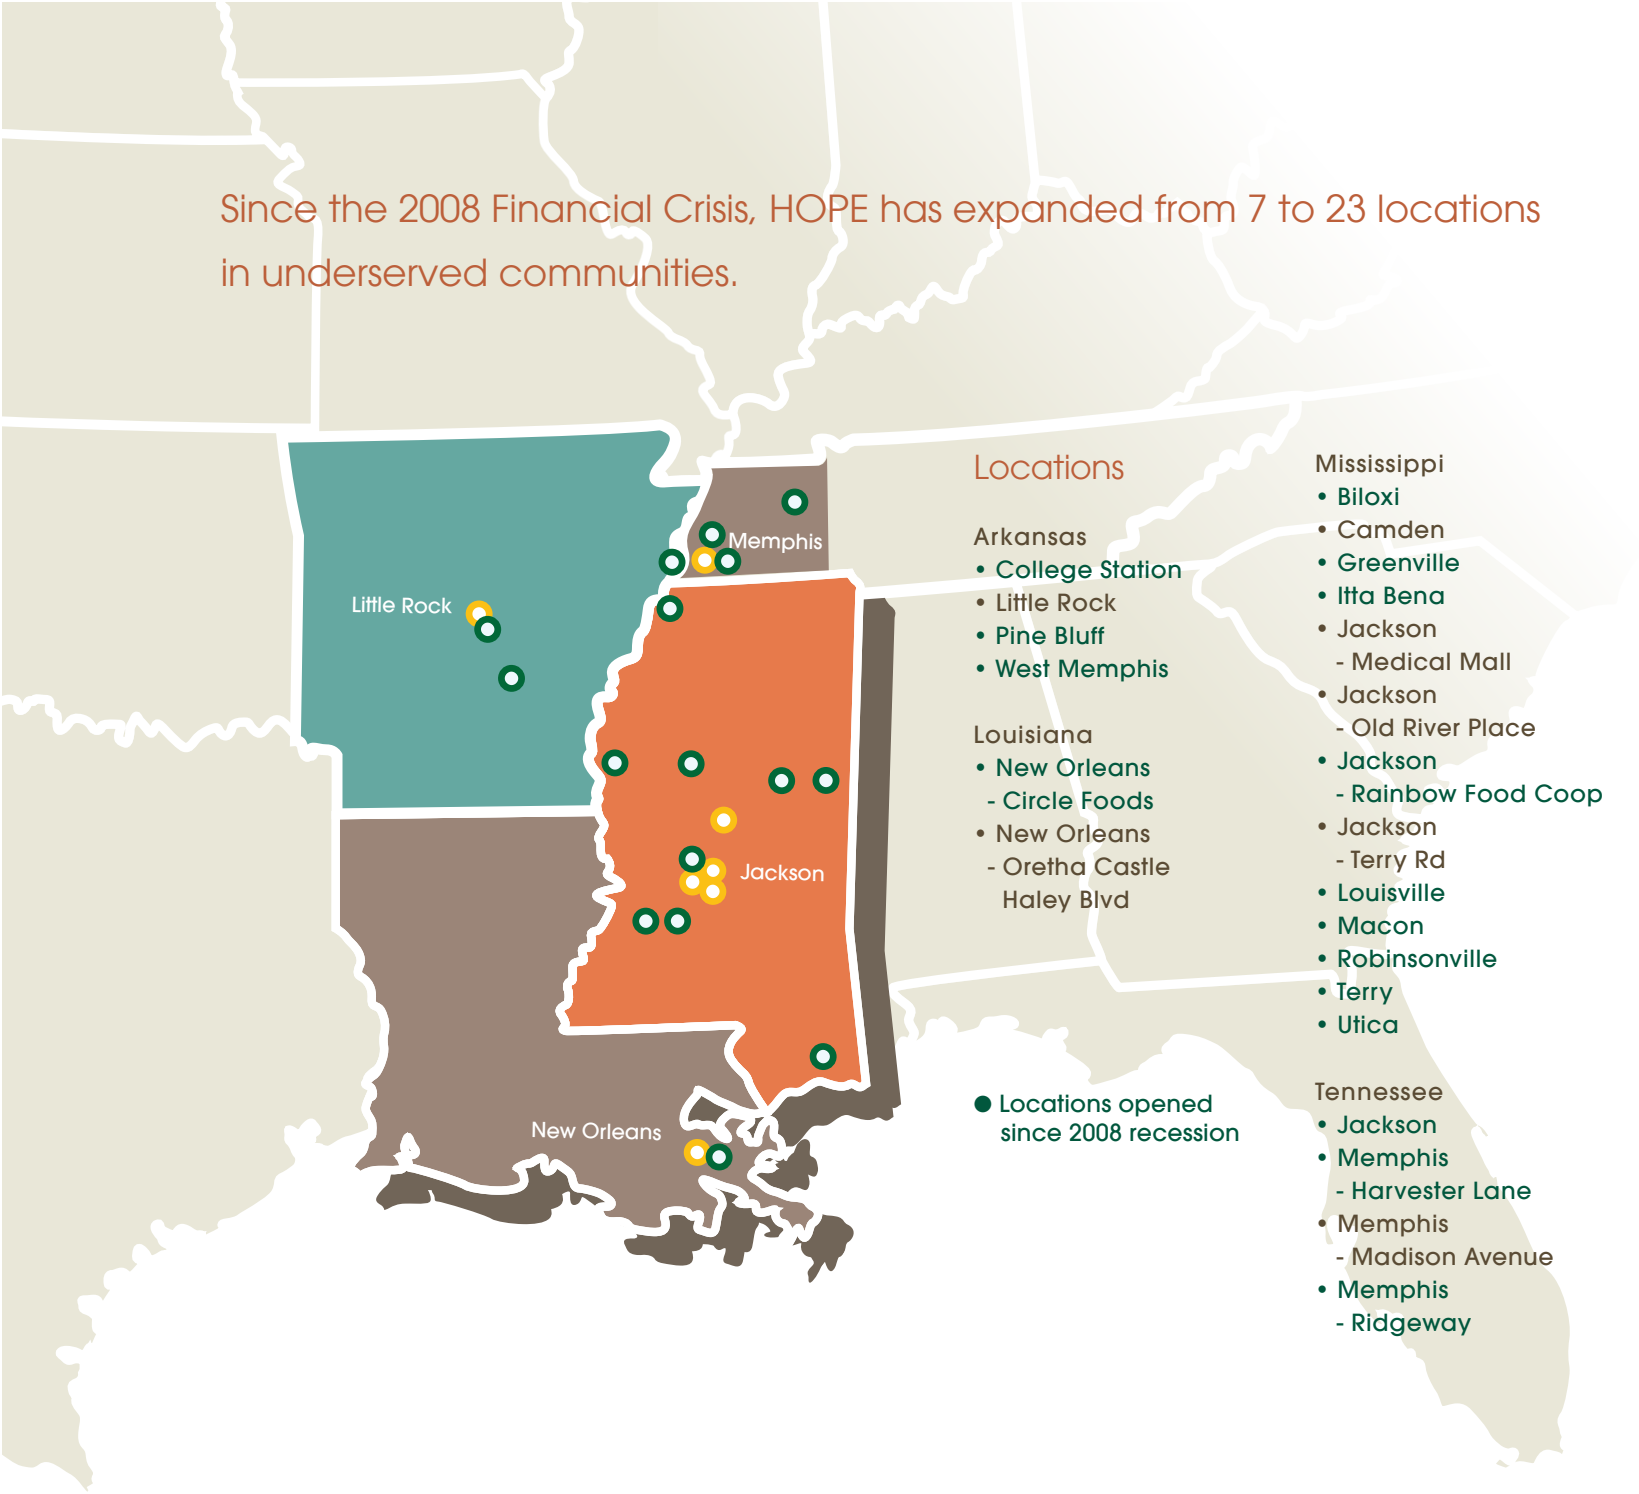 Since the 2008 Financial Crisis, HOPE has expanded from 7 to 23 locations
in underserved communities.
Memphis
Little Rock
Jackson
New Orleans
Locations
Arkansas
• College Station
• Little Rock
• Pine Bluff
• West Memphis
Louisiana
• New Orleans
- Circle Foods
• New Orleans
- Oretha Castle
Haley Blvd
Mississippi
• Biloxi
• Camden
• Greenville
• Itta Bena
• Jackson
- Medical Mall
• Jackson
- Old River Place
• Jackson
- Rainbow Food Coop
• Jackson
- Terry Rd
• Louisville
• Macon
• Robinsonville
• Terry
• Utica
Tennessee
• Jackson
• Memphis
- Harvester Lane
• Memphis
- Madison Avenue
• Memphis
- Ridgeway
● Locations opened
since 2008 recession